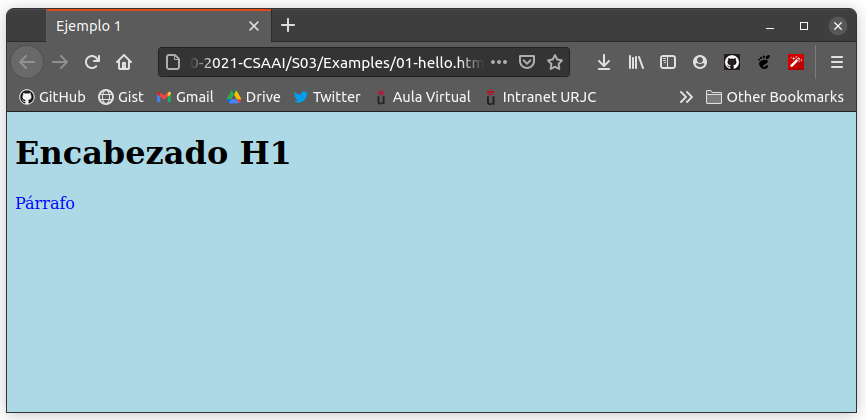 Ejemplo 1
0-2021-CSAAI/S03/Examples/01-hello.htm
GitHub Gist Gmail Drive Twitter Aula Virtual Intranet URJC Other Bookmarks
Encabezado H1
Párrafo